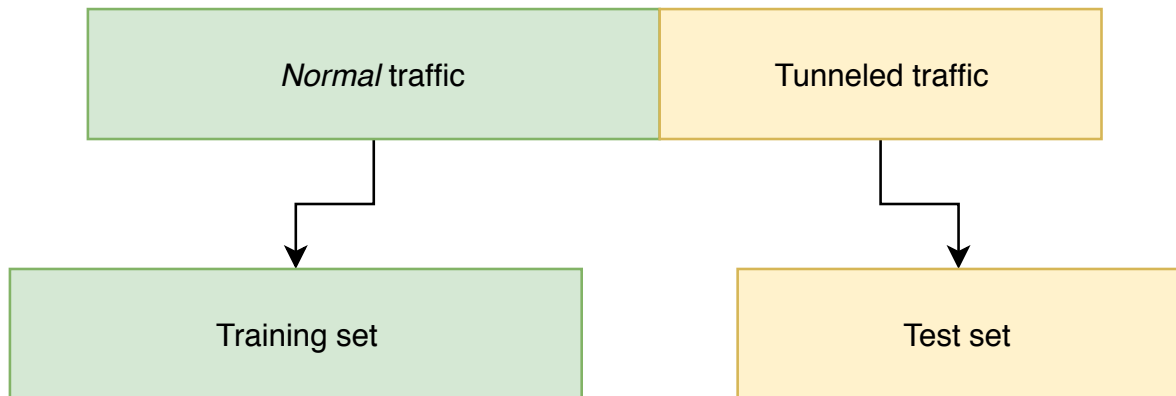 Normal traffic
Tunneled traffic
Training set
Test set